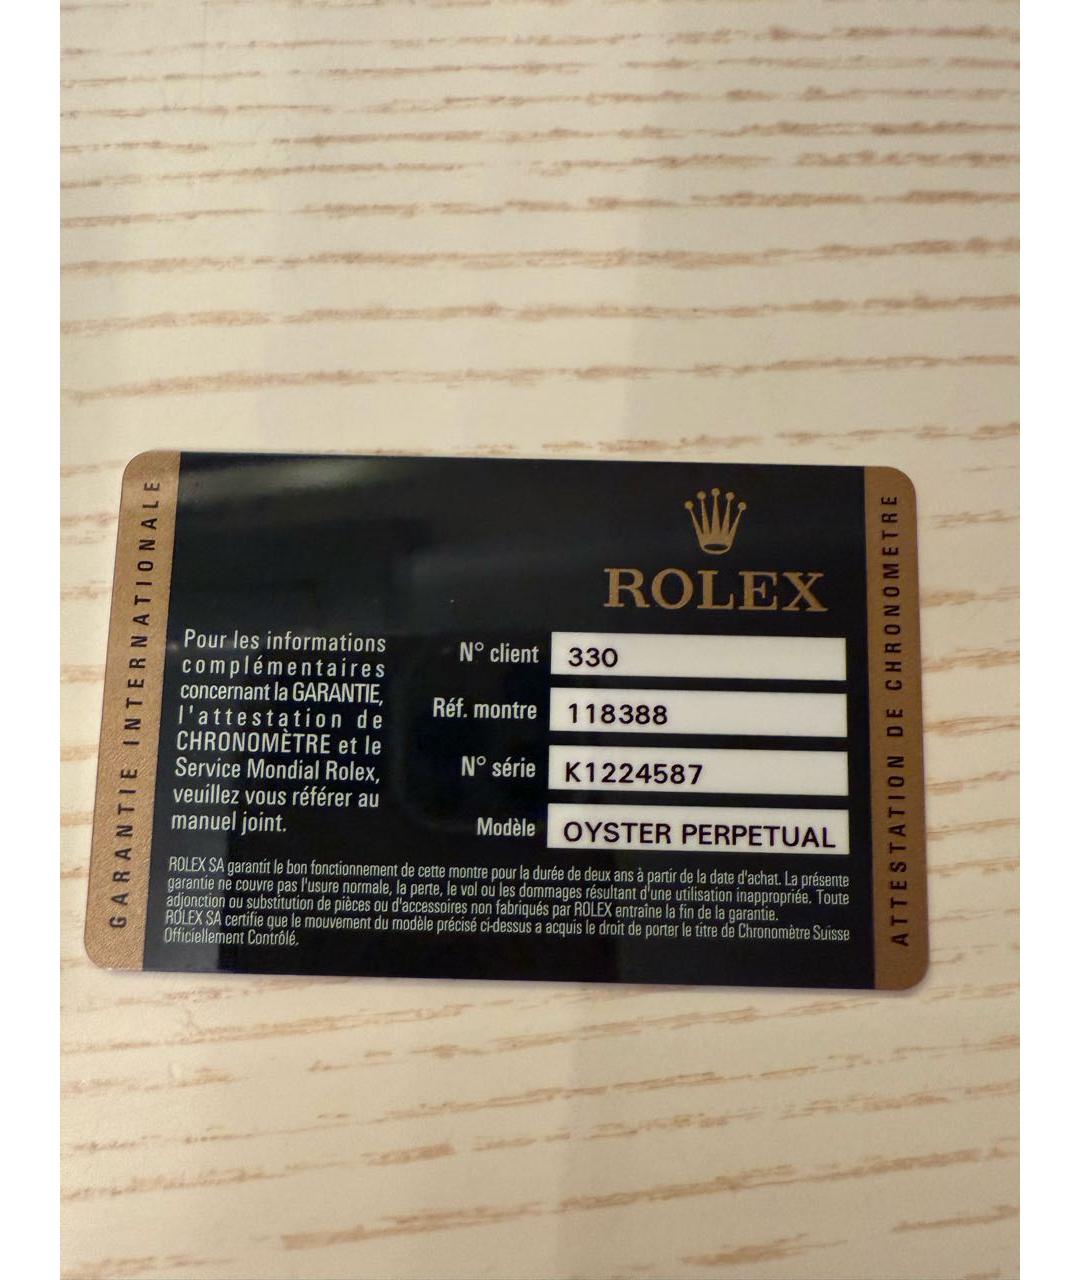 GARANTIE INTERNATIONALE
ROLEX
Pour les informations
complémentaires
concernant la GARANTIE,
l'attestation de
CHRONOMÈTRE et le
Service Mondial Rolex,
veuillez vous référer au
manuel joint.
N° client 330
Réf. montre 118388
N° série K1224587
Modèle OYSTER PERPETUAL
ROLEX SA garantit le bon fonctionnement de cette montre pour la durée de deux ans à partir de la date d'achat. La présente
garantie ne couvre pas l'usure normale, la perte, le vol ou les dommages résultant d'une utilisation inappropriée. Toute
adjonction ou substitution de pièces ou d'accessoires non fabriqués par ROLEX entraîne la fin de la garantie.
ROLEX SA certifie que le mouvement du modèle précisé ci-dessus a acquis le droit de porter le titre de Chronomètre Suisse
Officiellement Contrôlé.
ATTESTATION DE CHRONOMETRE